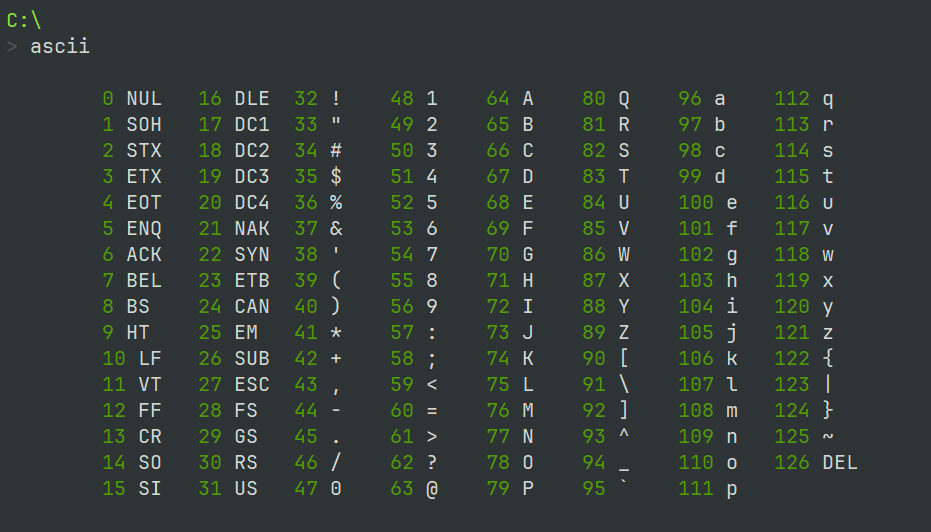 C:\
> ascii
0 NUL 16 DLE 32 ! 48 1 64 A 80 Q 96 a 112 q
1 SOH 17 DC1 33 " 49 2 65 B 81 R 97 b 113 r
2 STX 18 DC2 34 # 50 3 66 C 82 S 98 c 114 s
3 ETX 19 DC3 35 $ 51 4 67 D 83 T 99 d 115 t
4 EOT 20 DC4 36 % 52 5 68 E 84 U 100 e 116 u
5 ENQ 21 NAK 37 & 53 6 69 F 85 V 101 f 117 v
6 ACK 22 SYN 38 ' 54 7 70 G 86 W 102 g 118 w
7 BEL 23 ETB 39 ( 55 8 71 H 87 X 103 h 119 x
8 BS 24 CAN 40 ) 56 9 72 I 88 Y 104 i 120 y
9 HT 25 EM 41 * 57 : 73 J 89 Z 105 j 121 z
10 LF 26 SUB 42 + 58 ; 74 K 90 [ 106 k 122 {
11 VT 27 ESC 43 , 59 < 75 L 91 \ 107 l 123 |
12 FF 28 FS 44 - 60 = 76 M 92 ] 108 m 124 }
13 CR 29 GS 45 . 61 > 77 N 93 ^ 109 n 125 ~
14 SO 30 RS 46 / 62 ? 78 O 94 _ 110 o 126 DEL
15 SI 31 US 47 0 63 @ 79 P 95 ` 111 p